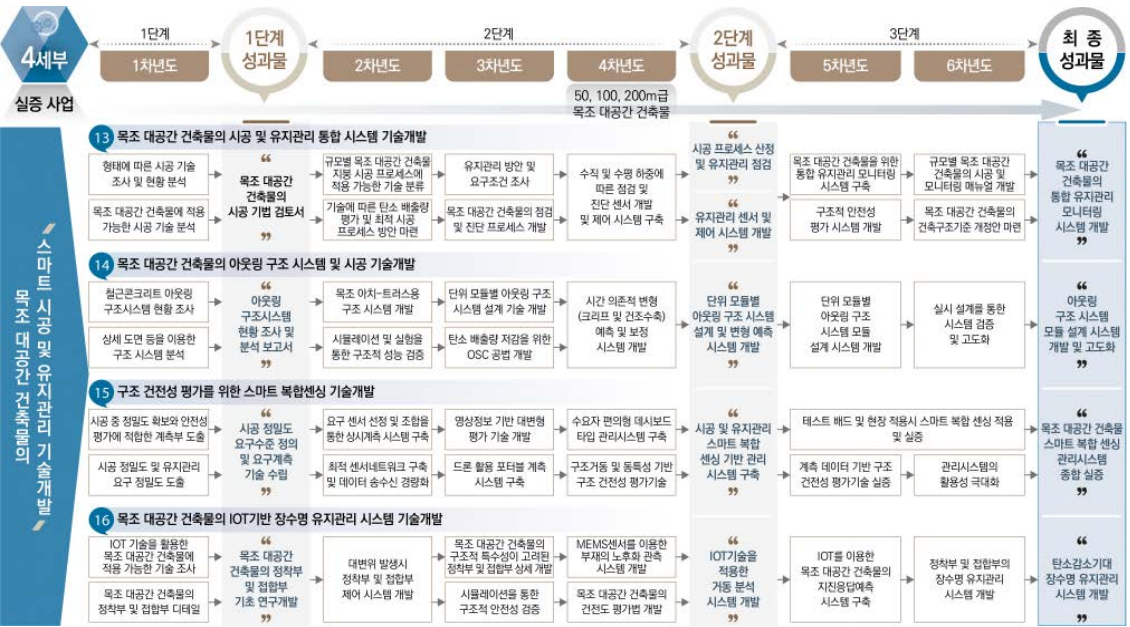 4세부
실증 사업
1단계
1차년도
1단계
성과물
2단계
2차년도
3차년도
4차년도
50, 100, 200m급
목조 대공간 건축물
2단계
성과물
3단계
5차년도
6차년도
최 종
성과물
목조 대공간 건축물의
스마트 시공 및 유지관리 기술개발
13 목조 대공간 건축물의 시공 및 유지관리 통합 시스템 기술개발
형태에 따른 시공 기술
조사 및 현황 분석
목조 대공간 건축물에 적용
가능한 시공 기술 분석
“
목조 대공간
건축물의
시공 기법 검토서
”
규모별 목조 대공간 건축물
지붕 시공 프로세스에
적용 가능한 기술 분류
기술에 따른 탄소 배출량
평가 및 최적 시공
프로세스 방안 마련
유지관리 방안 및
요구조건 조사
목조 대공간 건축물의 점검
및 진단 프로세스 개발
수직 및 수평 하중에
따른 점검 및
진단 센서 개발
및 제어 시스템 구축
“
시공 프로세스 산정
및 유지관리 점검
”
“
유지관리 센서 및
제어 시스템 개발
”
목조 대공간 건축물을 위한
통합 유지관리 모니터링
시스템 구축
구조적 안전성
평가 시스템 개발
규모별 목조 대공간
건축물의 시공 및
모니터링 매뉴얼 개발
목조 대공간 건축물의
건축구조기준 개정안 마련
“
목조 대공간
건축물의
통합 유지관리
모니터링
시스템 개발
”
14 목조 대공간 건축물의 아웃링 구조 시스템 및 시공 기술개발
철근콘크리트 아웃링
구조시스템 현황 조사
상세 도면 등을 이용한
구조 시스템 분석
“
아웃링
구조시스템
현황 조사 및
분석 보고서
”
목조 아치-트러스용
구조 시스템 개발
시뮬레이션 및 실험을
통한 구조적 성능 검증
단위 모듈별 아웃링 구조
시스템 설계 기술 개발
탄소 배출량 저감을 위한
OSC 공법 개발
시간 의존적 변형
(크리프 및 건조수축)
예측 및 보정
시스템 개발
“
단위 모듈별
아웃링 구조 시스템
설계 및 변형 예측
시스템 개발
”
단위 모듈별
아웃링 구조
시스템 모듈
설계 시스템 개발
실시 설계를 통한
시스템 검증
및 고도화
“
아웃링
구조 시스템
모듈 설계 시스템
개발 및 고도화
”
15 구조 건전성 평가를 위한 스마트 복합센싱 기술개발
시공 중 정밀도 확보와 안전성
평가에 적합한 계측부 도출
시공 정밀도 및 유지관리
요구 정밀도 도출
“
시공 정밀도
요구수준 정의
및 요구계측
기술 수립
”
요구 센서 선정 및 조합을
통한 상시계측 시스템 구축
최적 센서네트워크 구축
및 데이터 송수신 경량화
영상정보 기반 대변형
평가 기술 개발
드론 활용 포터블 계측
시스템 구축
수요자 편의형 데시보드
타입 관리시스템 구축
구조거동 및 동특성 기반
구조 건전성 평가기술
“
시공 및 유지관리
스마트 복합
센싱 기반 관리
시스템 구축
”
테스트 배드 및 현장 적용시 스마트 복합 센싱 적용
및 실증
계측 데이터 기반 구조
건전성 평가기술 실증
관리시스템의
활용성 극대화
“
목조 대공간 건축물
스마트 복합 센싱
관리시스템
종합 실증
”
16 목조 대공간 건축물의 IOT기반 장수명 유지관리 시스템 기술개발
IOT 기술을 활용한
목조 대공간 건축물에
적용 가능한 기술 조사
목조 대공간 건축물의
정착부 및 접합부 디테일
“
목조 대공간
건축물의 정착부
및 접합부
기초 연구개발
”
대변위 발생시
정착부 및 접합부
제어 시스템 개발
목조 대공간 건축물의
구조적 특수성이 고려된
정착부 및 접합부 상세 개발
시뮬레이션을 통한
구조적 안전성 검증
MEMS센서를 이용한
부재의 노후화 관측
시스템 개발
목조 대공간 건축물의
건전도 평가법 개발
“
IOT기술을
적용한
거동 분석
시스템 개발
”
IOT를 이용한
목조 대공간 건축물의
지진응답예측
시스템 구축
정착부 및 접합부의
장수명 유지관리
시스템 개발
“
탄소감소기대
장수명 유지관리
시스템 개발
”